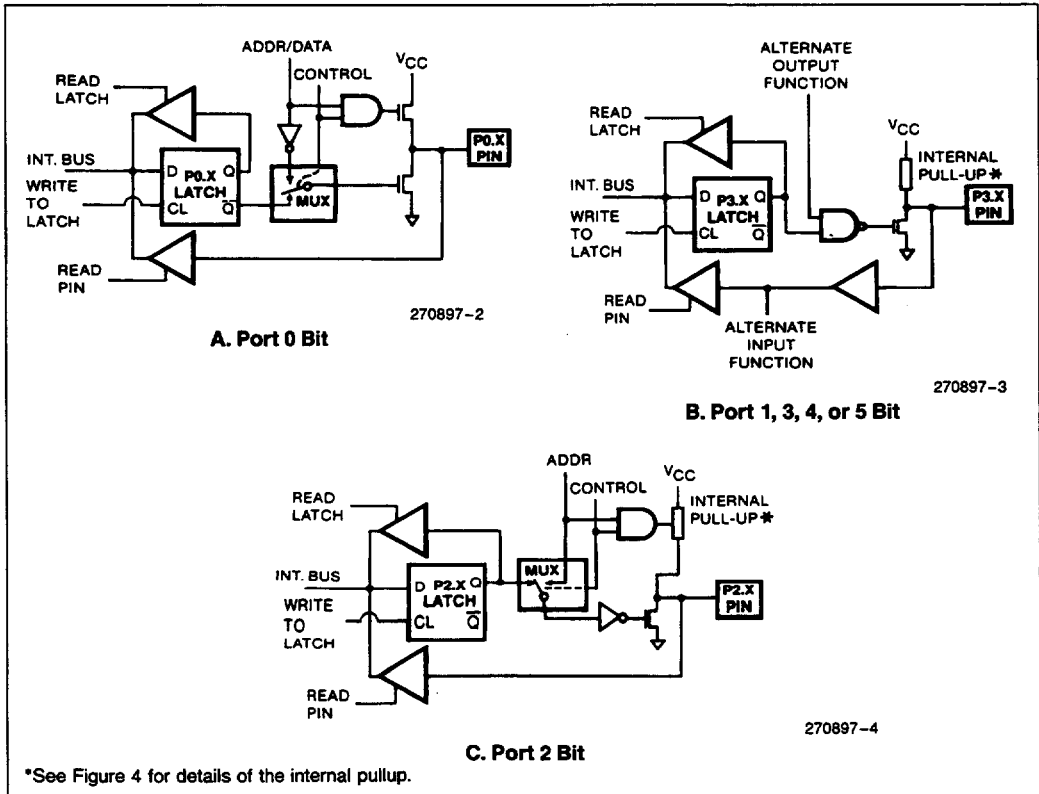 ADDR/DATA
CONTROL
VCC
READ
LATCH
P0.X
PIN
INT. BUS
D P0.X Q
LATCH
MUX
WRITE
TO
LATCH
CL Q̅
READ
PIN
270897-2
A. Port 0 Bit
ALTERNATE
OUTPUT
FUNCTION
READ
LATCH
VCC
INTERNAL
PULL-UP*
INT. BUS
D P3.X Q
LATCH
P3.X
PIN
WRITE
TO
LATCH
CL Q̅
READ
PIN
ALTERNATE
INPUT
FUNCTION
270897-3
B. Port 1, 3, 4, or 5 Bit
ADDR
CONTROL
VCC
READ
LATCH
INTERNAL
PULL-UP*
MUX
INT. BUS
D P2.X Q
LATCH
P2.X
PIN
WRITE
TO
LATCH
CL Q̅
READ
PIN
270897-4
C. Port 2 Bit
*See Figure 4 for details of the internal pullup.